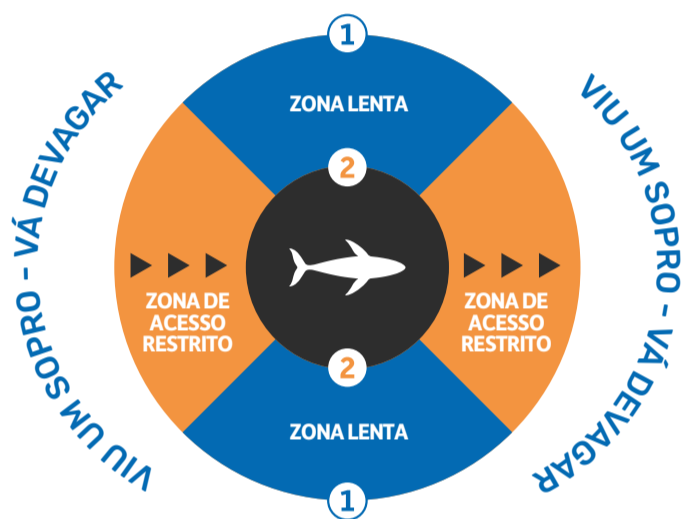 1
ZONA LENTA
2
VIU UM SOPRO - VÁ DEVAGAR
VIU UM SOPRO - VÁ DEVAGAR
ZONA DE
ACESSO
RESTRITO
ZONA DE
ACESSO
RESTRITO
2
ZONA LENTA
1